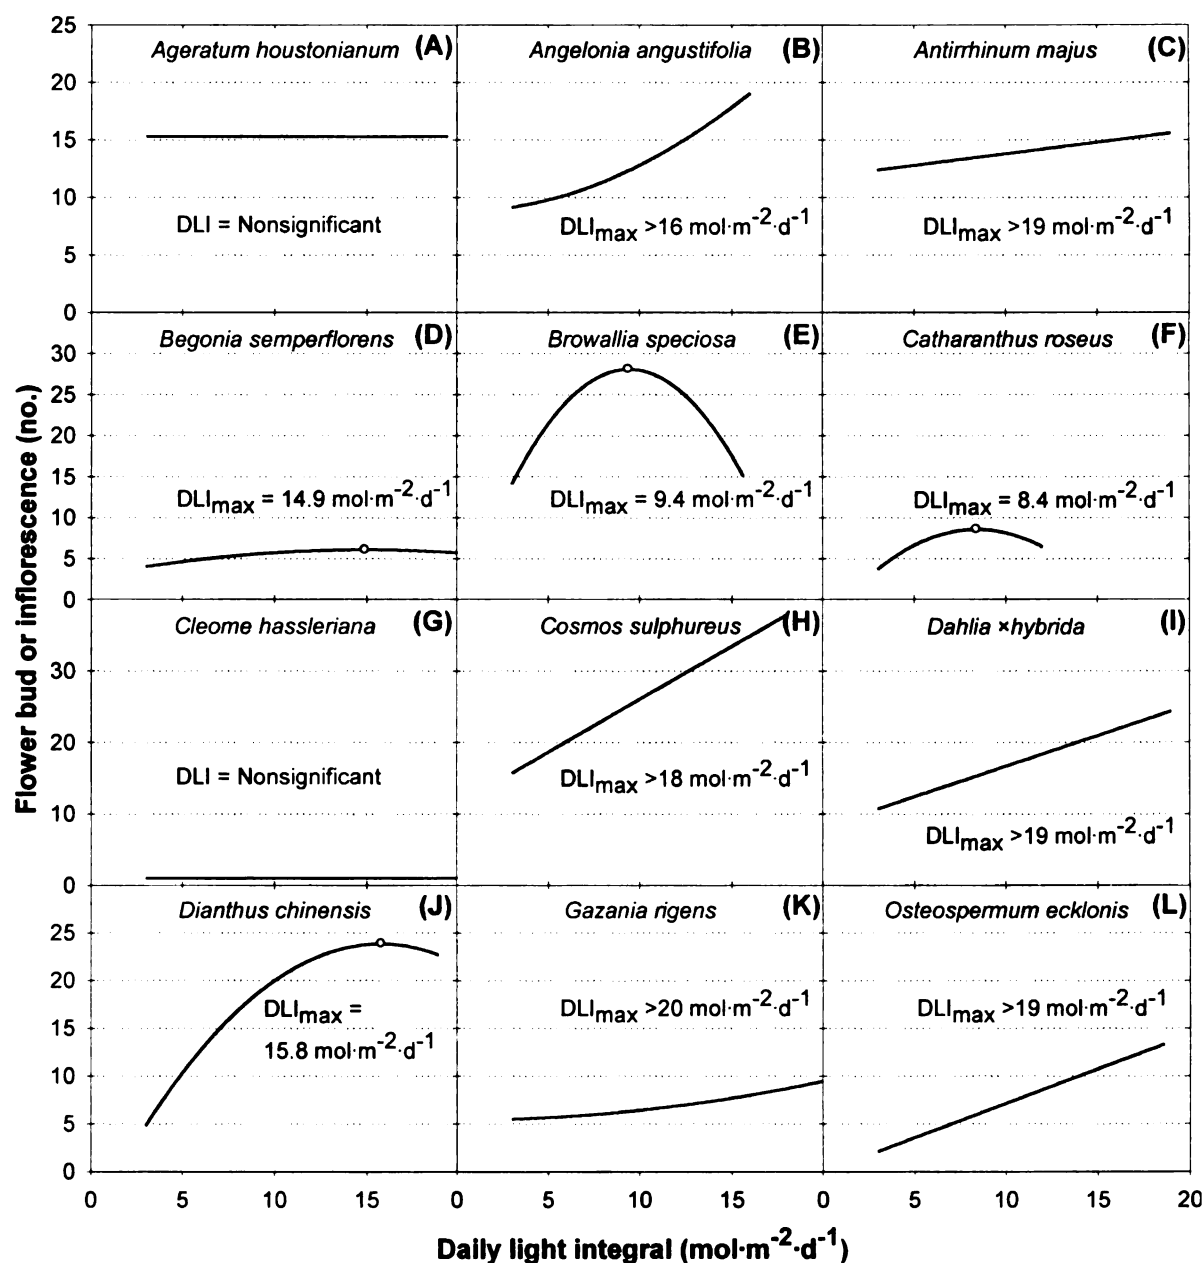 Ageratum houstonianum (A)
Angelonia angustifolia (B)
Antirrhinum majus (C)
25
20
15
10
5
0
DLI = Nonsignificant
DLImax >16 mol·m-2·d-1
DLImax >19 mol·m-2·d-1
Begonia semperflorens (D)
Browallia speciosa (E)
Catharanthus roseus (F)
30
25
20
15
10
5
0
DLImax = 14.9 mol·m-2·d-1
DLImax = 9.4 mol·m-2·d-1
DLImax = 8.4 mol·m-2·d-1
Cleome hassleriana (G)
Cosmos sulphureus (H)
Dahlia ×hybrida (I)
30
20
10
0
DLI = Nonsignificant
DLImax >18 mol·m-2·d-1
DLImax >19 mol·m-2·d-1
Dianthus chinensis (J)
Gazania rigens (K)
Osteospermum ecklonis (L)
25
20
15
10
5
0
DLImax =
15.8 mol·m-2·d-1
DLImax >20 mol·m-2·d-1
DLImax >19 mol·m-2·d-1
0 5 10 15 0 5 10 15 0 5 10 15 20
Flower bud or inflorescence (no.)
Daily light integral (mol·m-2·d-1)